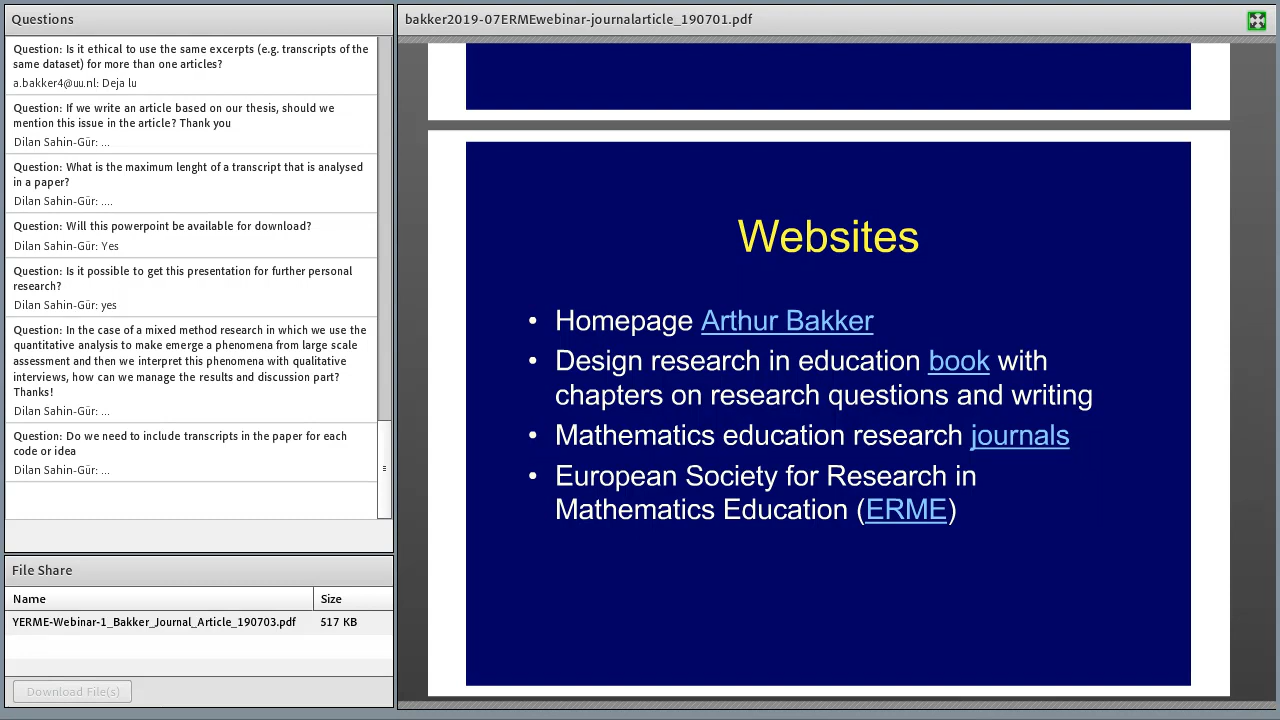 Questions
Question: Is it ethical to use the same excerpts (e.g. transcripts of the
same dataset) for more than one articles?
a.bakker4@uu.nl: Deja lu
Question: If we write an article based on our thesis, should we
mention this issue in the article? Thank you
Dilan Sahin-Gür: ...
Question: What is the maximum lenght of a transcript that is analysed
in a paper?
Dilan Sahin-Gür: ....
Question: Will this powerpoint be available for download?
Dilan Sahin-Gür: Yes
Question: Is it possible to get this presentation for further personal
research?
Dilan Sahin-Gür: yes
Question: In the case of a mixed method research in which we use the
quantitative analysis to make emerge a phenomena from large scale
assessment and then we interpret this phenomena with qualitative
interviews, how can we manage the results and discussion part?
Thanks!
Dilan Sahin-Gür: ...
Question: Do we need to include transcripts in the paper for each
code or idea
Dilan Sahin-Gür: ...
File Share
Name Size
YERME-Webinar-1_Bakker_Journal_Article_190703.pdf 517 KB
Download File(s)
bakker2019-07ERMEwebinar-journalarticle_190701.pdf
Websites
• Homepage Arthur Bakker
• Design research in education book with
chapters on research questions and writing
• Mathematics education research journals
• European Society for Research in
Mathematics Education (ERME)